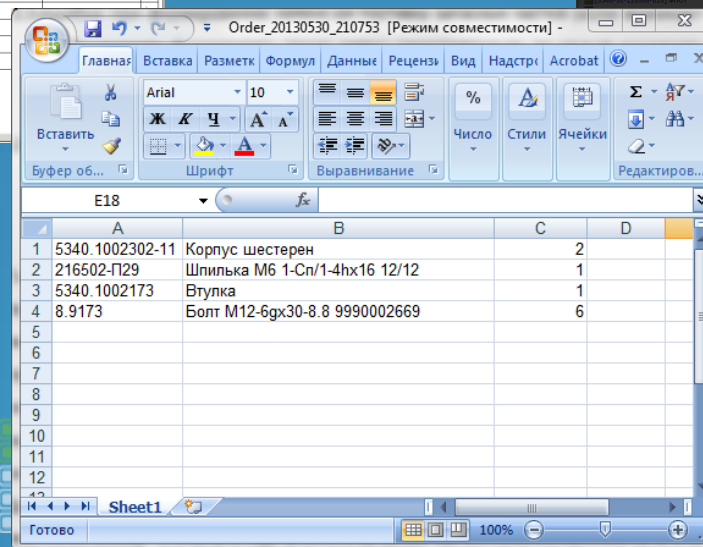 Order_20130530_210753 [Режим совместимости] -
Главная Вставка Разметк Формул Данные Рецензи Вид Надстро Acrobat
Arial 10
Ж К Ч А А
Вставить
Число Стили Ячейки
Буфер об... Шрифт Выравнивание Редактиров...
E18 fx
A B C D
1 5340.1002302-11 Корпус шестерен 2
2 216502-П29 Шпилька М6 1-Сп/1-4hx16 12/12 1
3 5340.1002173 Втулка 1
4 8.9173 Болт М12-6gx30-8.8 9990002669 6
5
6
7
8
9
10
11
12
Sheet1
Готово 100%